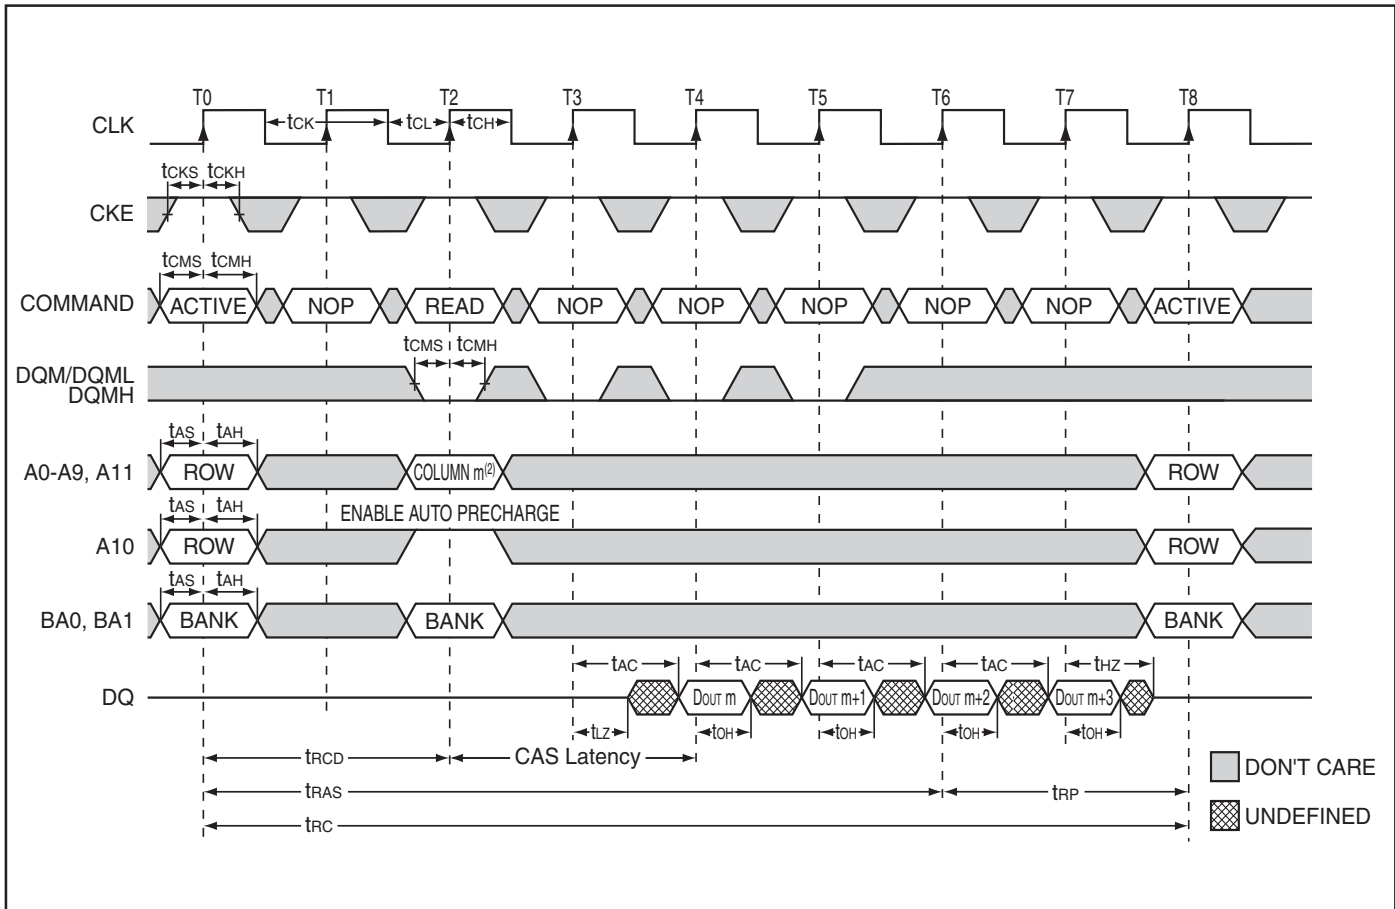 T0 T1 T2 T3 T4 T5 T6 T7 T8
CLK tCK tCL tCH
tCKS tCKH
CKE
tCMS tCMH
COMMAND ACTIVE NOP READ NOP NOP NOP NOP NOP ACTIVE
tCMS tCMH
DQM/DQML
DQMH
tAS tAH
A0-A9, A11 ROW COLUMN m(2) ROW
tAS tAH ENABLE AUTO PRECHARGE
A10 ROW ROW
tAS tAH
BA0, BA1 BANK BANK BANK
tAC tAC tAC tAC tHZ
DQ DOUT m DOUT m+1 DOUT m+2 DOUT m+3
tLZ tOH tOH tOH tOH
tRCD CAS Latency
DON'T CARE
tRAS tRP
UNDEFINED
tRC